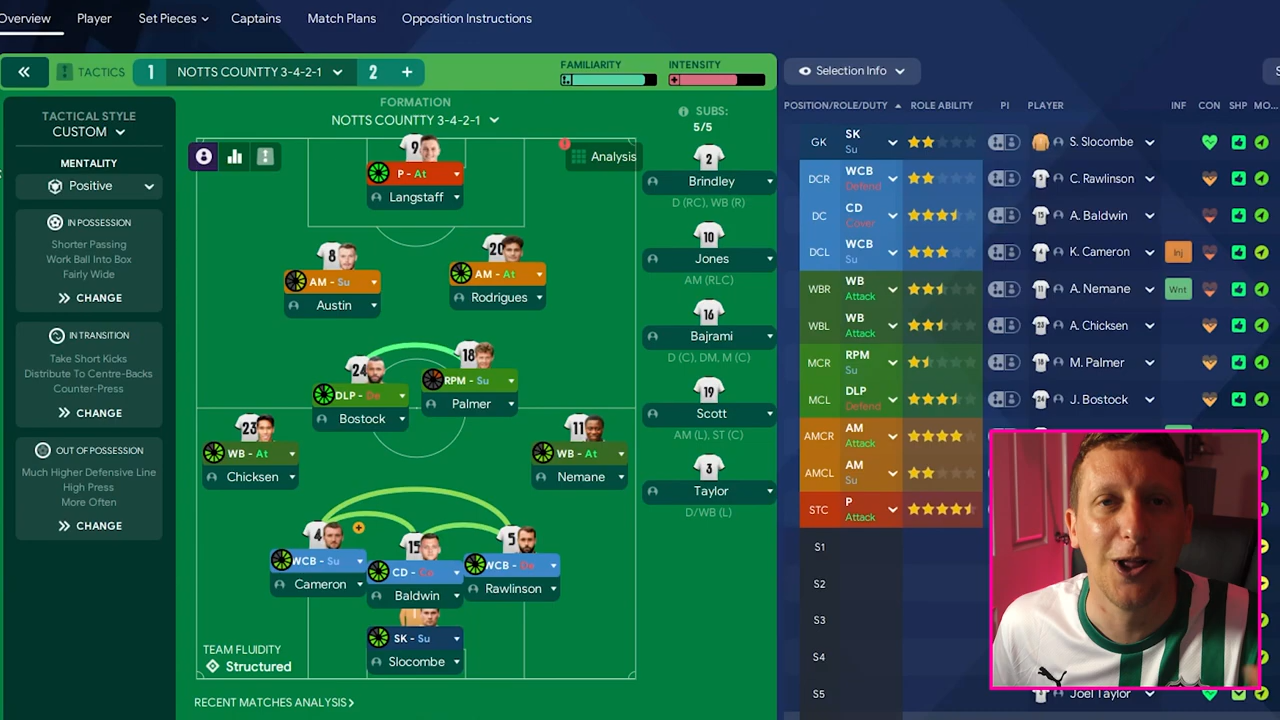 Overview Player Set Pieces Captains Match Plans Opposition Instructions
TACTICS 1 NOTTS COUNTTY 3-4-2-1 2 +
FAMILIARITY INTENSITY
Selection Info
TACTICAL STYLE
CUSTOM
MENTALITY
Positive
IN POSSESSION
Shorter Passing
Work Ball Into Box
Fairly Wide
CHANGE
IN TRANSITION
Take Short Kicks
Distribute To Centre-Backs
Counter-Press
CHANGE
OUT OF POSSESSION
Much Higher Defensive Line
High Press
More Often
CHANGE
FORMATION
NOTTS COUNTTY 3-4-2-1
Analysis
9
P - At
Langstaff
8
AM - Su
Austin
20
AM - At
Rodrigues
24
DLP - De
Bostock
18
RPM - Su
Palmer
23
WB - At
Chicksen
11
WB - At
Nemane
4
WCB - Su
Cameron
15
CD - Co
Baldwin
5
WCB - De
Rawlinson
SK - Su
Slocombe
TEAM FLUIDITY
Structured
RECENT MATCHES ANALYSIS
SUBS:
5/5
2
Brindley
D (RC), WB (R)
10
Jones
AM (RLC)
16
Bajrami
D (C), DM, M (C)
19
Scott
AM (L), ST (C)
3
Taylor
D/WB (L)
POSITION/ROLE/DUTY ROLE ABILITY PI PLAYER INF CON SHP MO...
GK SK S. Slocombe
Su
DCR WCB C. Rawlinson
Defend
DC CD A. Baldwin
Cover
DCL WCB K. Cameron Inj
Su
WBR WB A. Nemane Wnt
Attack
WBL WB A. Chicksen
Attack
MCR RPM M. Palmer
Su
MCL DLP J. Bostock
Defend
AMCR AM
Attack
AMCL AM
Su
STC P
Attack
S1
S2
S3
S4
S5 Joel Taylor